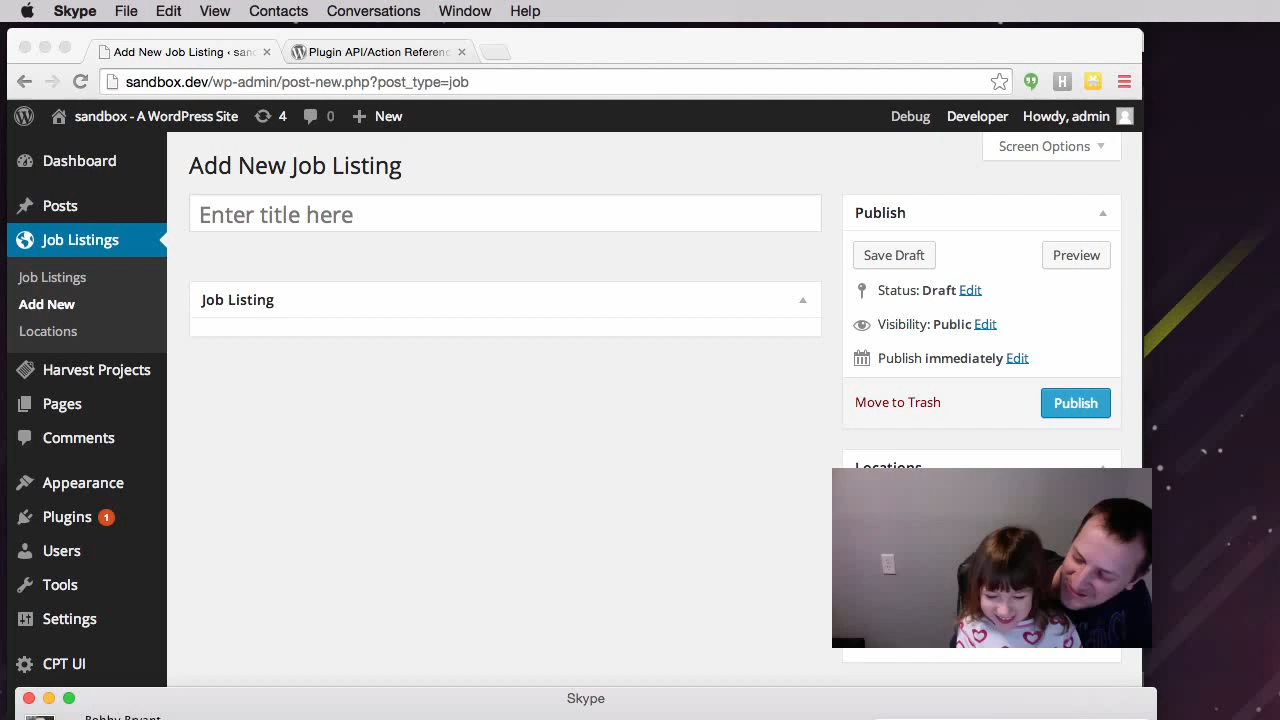 Skype File Edit View Contacts Conversations Window Help
Add New Job Listing ‹ sand
Plugin API/Action Referenc
sandbox.dev/wp-admin/post-new.php?post_type=job
H
sandbox - A WordPress Site 4 0 New Debug Developer Howdy, admin
Screen Options
Dashboard
Posts
Job Listings
Job Listings
Add New
Locations
Harvest Projects
Pages
Comments
Appearance
Plugins 1
Users
Tools
Settings
CPT UI
Add New Job Listing
Enter title here
Job Listing
Publish
Save Draft Preview
Status: Draft Edit
Visibility: Public Edit
Publish immediately Edit
Move to Trash Publish
Locations
Skype
Bobby Bryant